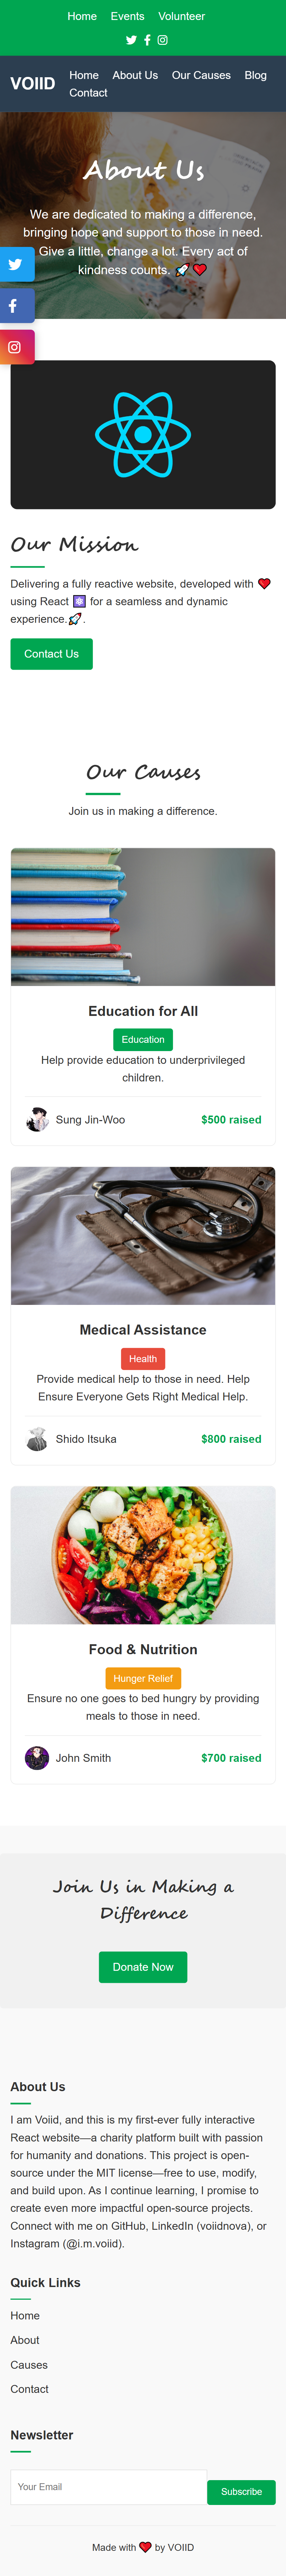 Home Events Volunteer
VOIID
Home About Us Our Causes Blog
Contact
About Us
We are dedicated to making a difference,
bringing hope and support to those in need.
Give a little, change a lot. Every act of
kindness counts. 🚀❤️
Our Mission
Delivering a fully reactive website, developed with ❤️
using React ⚛️ for a seamless and dynamic
experience.🚀.
Contact Us
Our Causes
Join us in making a difference.
Education for All
Education
Help provide education to underprivileged
children.
Sung Jin-Woo $500 raised
Medical Assistance
Health
Provide medical help to those in need. Help
Ensure Everyone Gets Right Medical Help.
Shido Itsuka $800 raised
Food & Nutrition
Hunger Relief
Ensure no one goes to bed hungry by providing
meals to those in need.
John Smith $700 raised
Join Us in Making a
Difference
Donate Now
About Us
I am Voiid, and this is my first-ever fully interactive
React website—a charity platform built with passion
for humanity and donations. This project is open-
source under the MIT license—free to use, modify,
and build upon. As I continue learning, I promise to
create even more impactful open-source projects.
Connect with me on GitHub, LinkedIn (voiidnova), or
Instagram (@i.m.voiid).
Quick Links
Home
About
Causes
Contact
Newsletter
Your Email
Subscribe
Made with ❤️ by VOIID